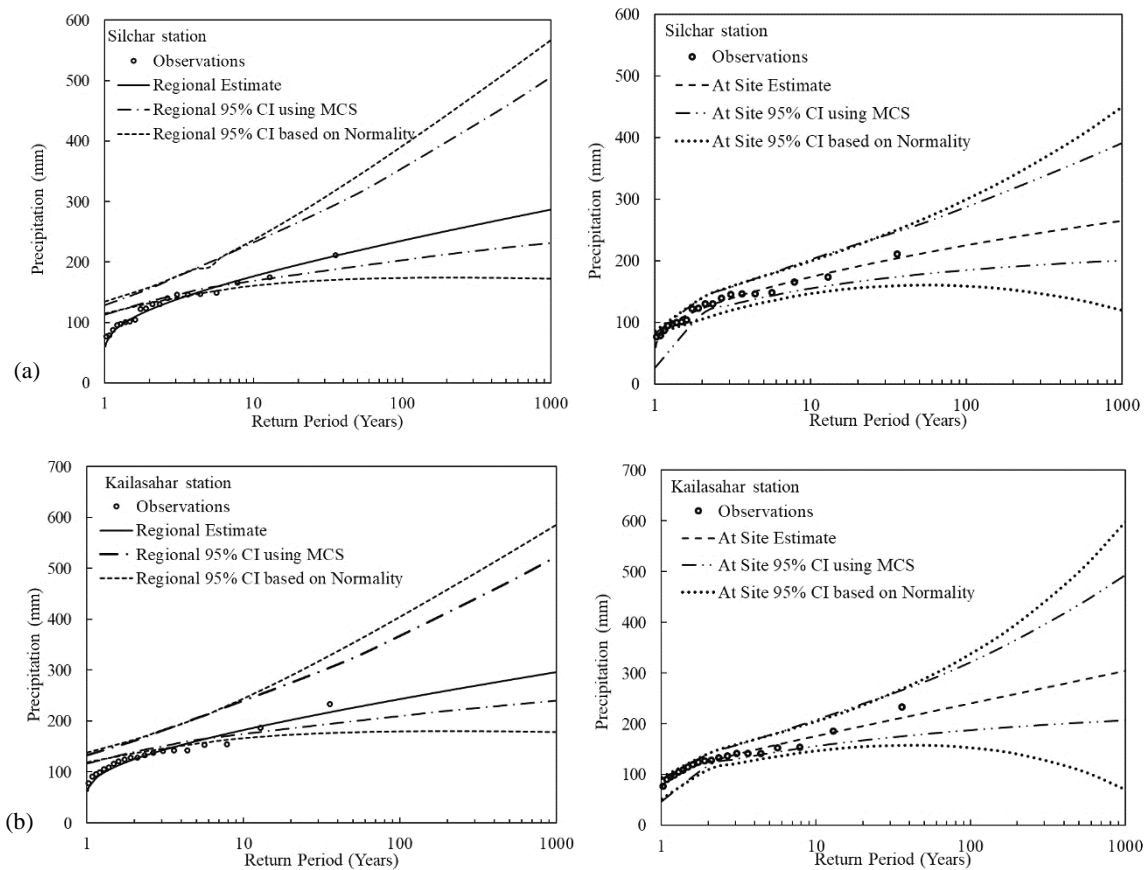 (a)
600
500
400
300
200
100
0
Precipitation (mm)
Silchar station
Observations
Regional Estimate
Regional 95% CI using MCS
Regional 95% CI based on Normality
1 10 100 1000
Return Period (Years)
600
500
400
300
200
100
0
Precipitation (mm)
Silchar station
Observations
At Site Estimate
At Site 95% CI using MCS
At Site 95% CI based on Normality
1 10 100 1000
Return Period (Years)
(b)
700
600
500
400
300
200
100
0
Precipitation (mm)
Kailasahar station
Observations
Regional Estimate
Regional 95% CI using MCS
Regional 95% CI based on Normality
1 10 100 1000
Return Period (Years)
700
600
500
400
300
200
100
0
Precipitation (mm)
Kailasahar station
Observations
At Site Estimate
At Site 95% CI using MCS
At Site 95% CI based on Normality
1 10 100 1000
Return Period (Years)